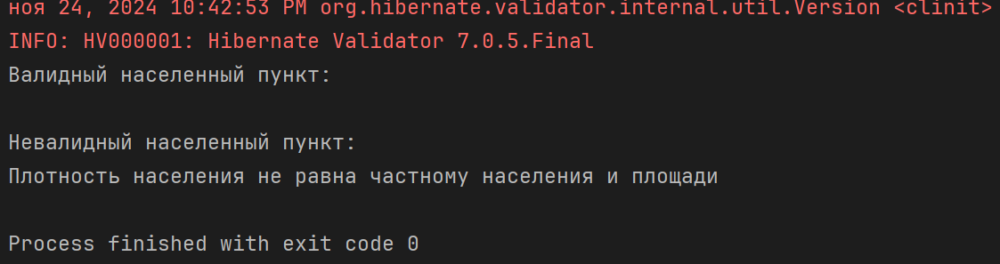 ноя 24, 2024 10:42:53 PM org.hibernate.validator.internal.util.Version <clinit>
INFO: HV000001: Hibernate Validator 7.0.5.Final
Валидный населенный пункт:
Невалидный населенный пункт:
Плотность населения не равна частному населения и площади
Process finished with exit code 0